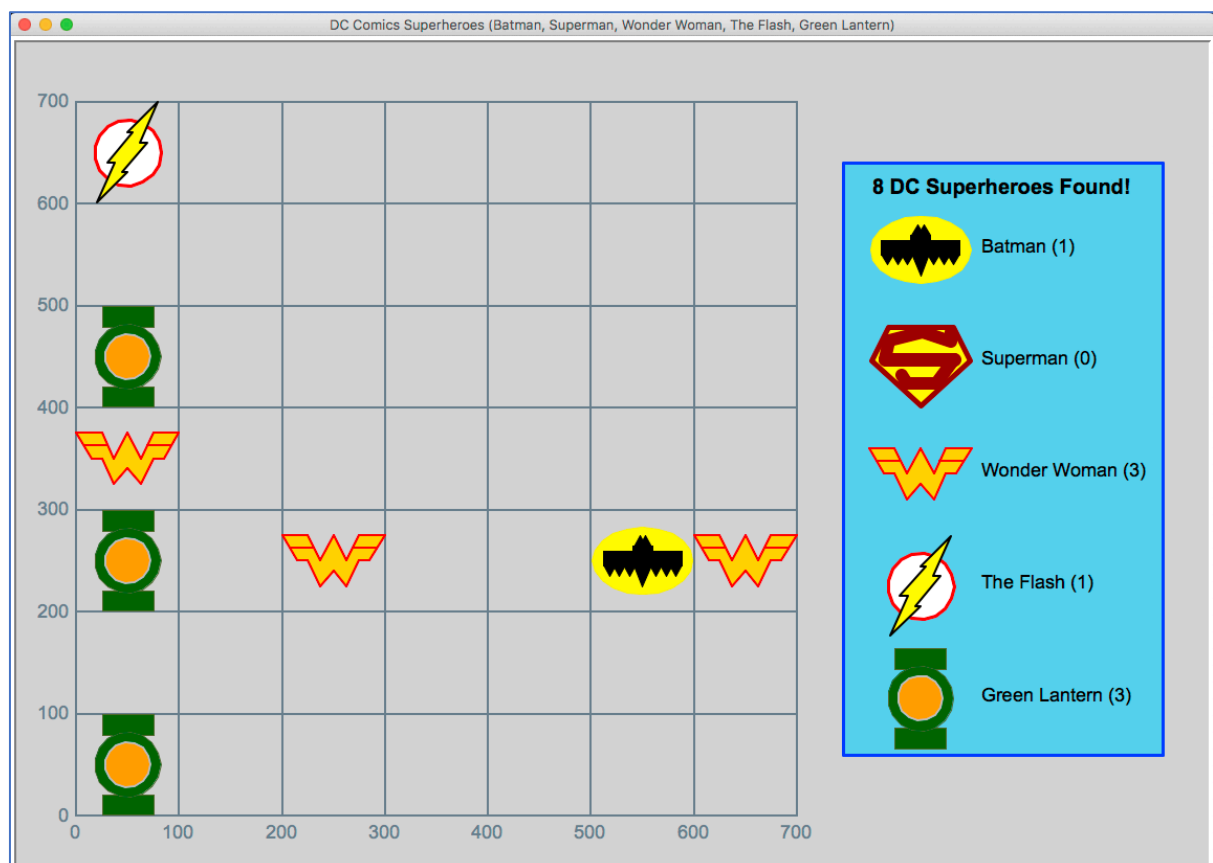 DC Comics Superheroes (Batman, Superman, Wonder Woman, The Flash, Green Lantern)
700
600
500
400
300
200
100
0
0 100 200 300 400 500 600 700
8 DC Superheroes Found!
Batman (1)
Superman (0)
Wonder Woman (3)
The Flash (1)
Green Lantern (3)